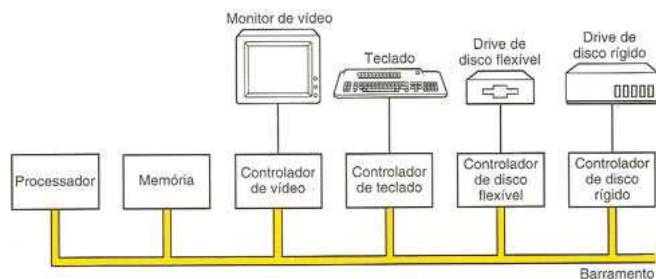 Monitor de vídeo
Teclado
Drive de
disco flexível
Drive de
disco rígido
Processador
Memória
Controlador
de vídeo
Controlador
de teclado
Controlador
de disco
flexível
Controlador
de disco
rígido
Barramento